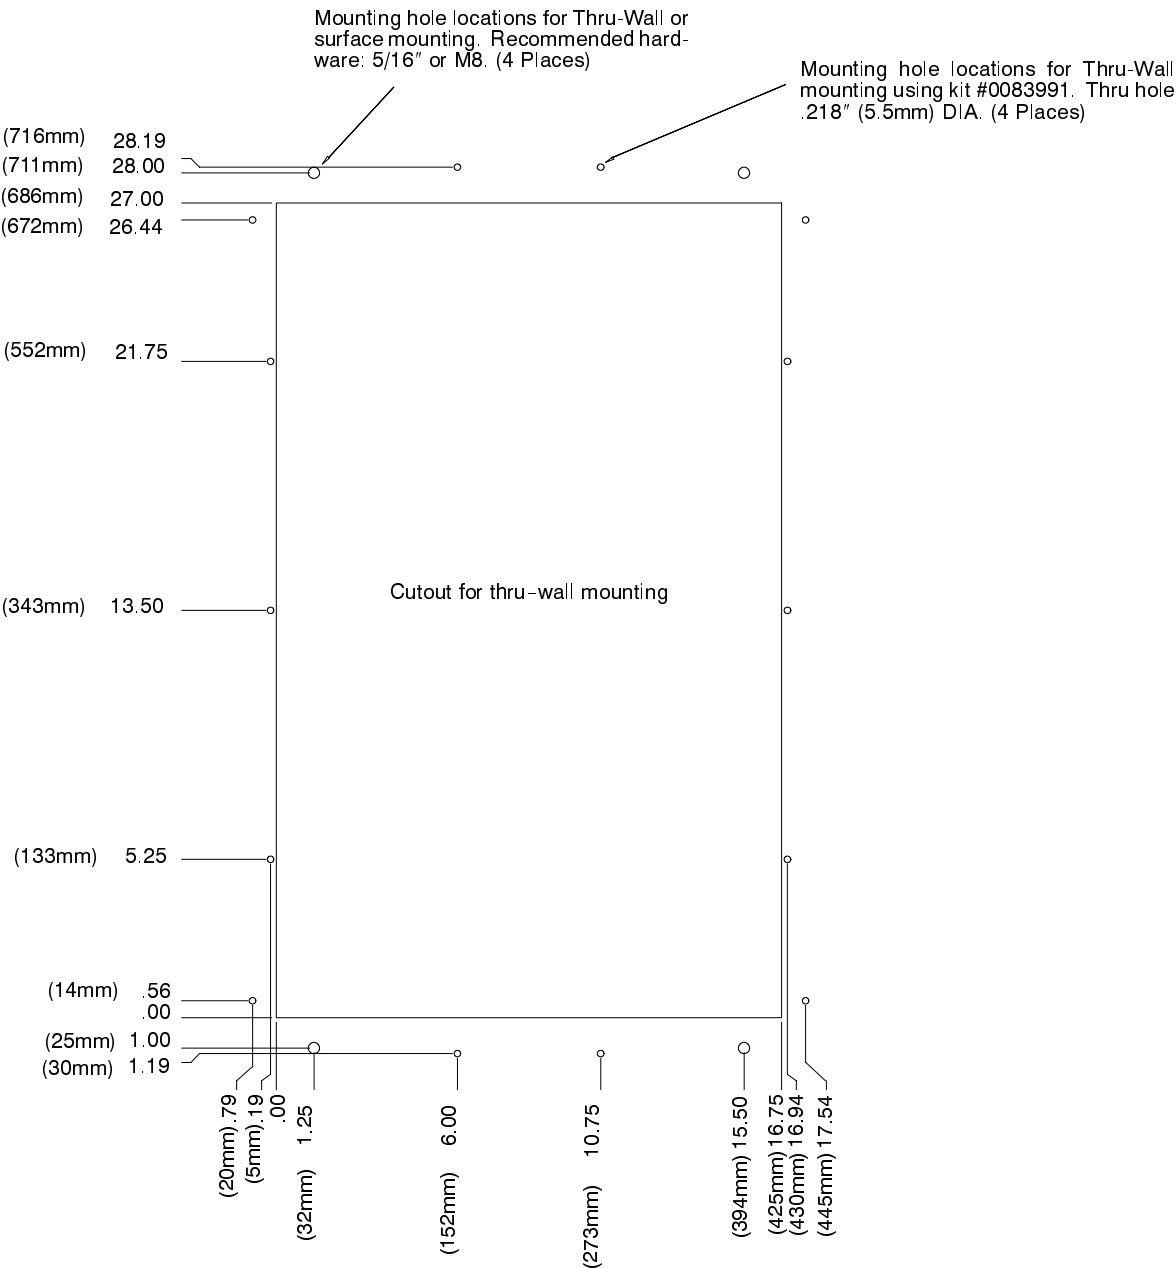 Mounting hole locations for Thru-Wall or
surface mounting. Recommended hard-
ware: 5/16" or M8. (4 Places)
Mounting hole locations for Thru-Wall
mounting using kit #0083991. Thru hole
.218" (5.5mm) DIA. (4 Places)
(716mm) 28.19
(711mm) 28.00
(686mm) 27.00
(672mm) 26.44
(552mm) 21.75
(343mm) 13.50
Cutout for thru-wall mounting
(133mm) 5.25
(14mm) .56
.00
(25mm) 1.00
(30mm) 1.19
(20mm).79
(5mm).19
.00
(32mm) 1.25
(152mm) 6.00
(273mm) 10.75
(394mm) 15.50
(425mm) 16.75
(430mm) 16.94
(445mm) 17.54